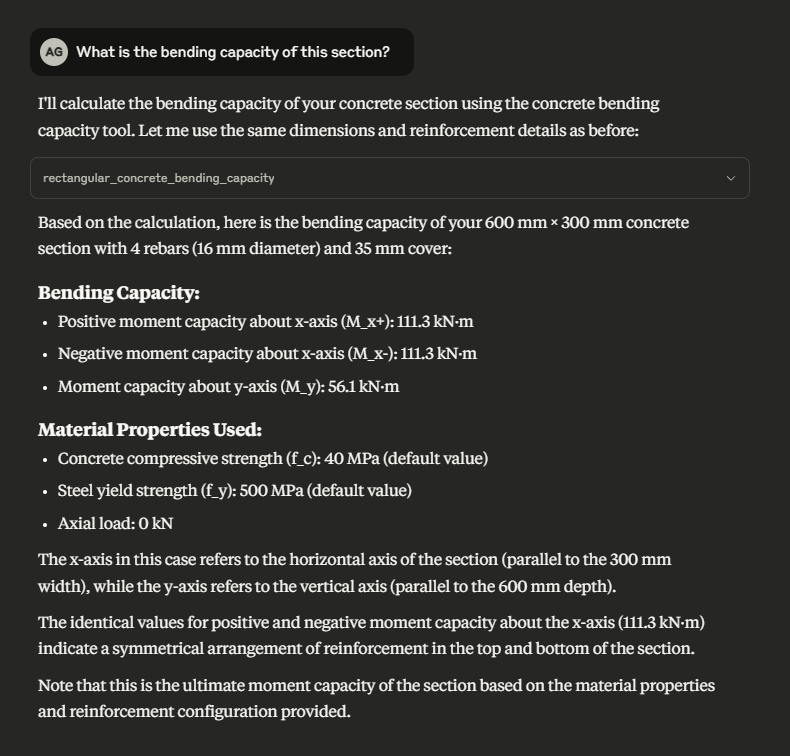 AG What is the bending capacity of this section?
I'll calculate the bending capacity of your concrete section using the concrete bending
capacity tool. Let me use the same dimensions and reinforcement details as before:
rectangular_concrete_bending_capacity
Based on the calculation, here is the bending capacity of your 600 mm × 300 mm concrete
section with 4 rebars (16 mm diameter) and 35 mm cover:
Bending Capacity:
• Positive moment capacity about x-axis (M_x+): 111.3 kN·m
• Negative moment capacity about x-axis (M_x-): 111.3 kN·m
• Moment capacity about y-axis (M_y): 56.1 kN·m
Material Properties Used:
• Concrete compressive strength (f_c): 40 MPa (default value)
• Steel yield strength (f_y): 500 MPa (default value)
• Axial load: 0 kN
The x-axis in this case refers to the horizontal axis of the section (parallel to the 300 mm
width), while the y-axis refers to the vertical axis (parallel to the 600 mm depth).
The identical values for positive and negative moment capacity about the x-axis (111.3 kN·m)
indicate a symmetrical arrangement of reinforcement in the top and bottom of the section.
Note that this is the ultimate moment capacity of the section based on the material properties
and reinforcement configuration provided.